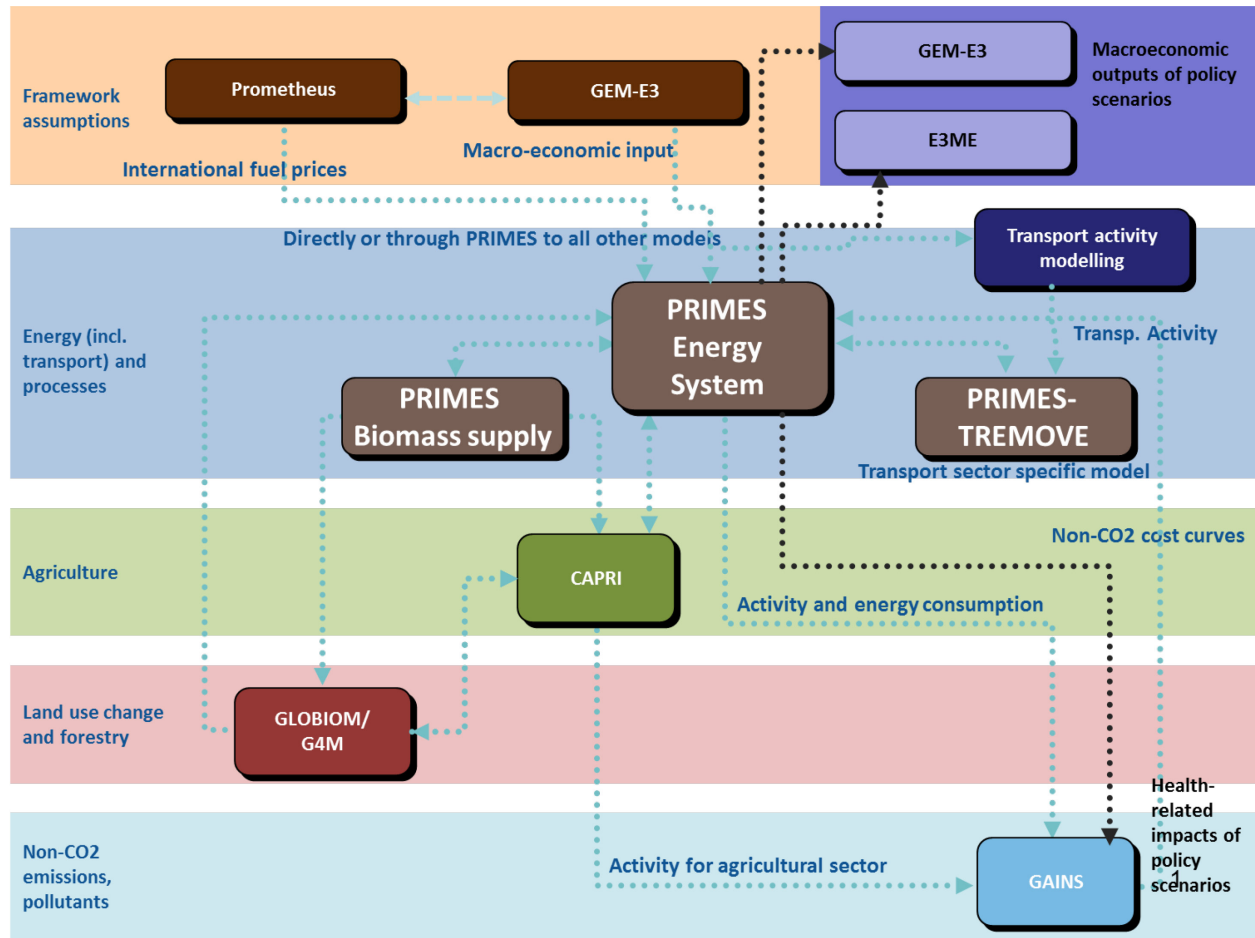 Framework
assumptions
Prometheus
GEM-E3
International fuel prices
Macro-economic input
GEM-E3
E3ME
Macroeconomic
outputs of policy
scenarios
Directly or through PRIMES to all other models
Energy (incl.
transport) and
processes
PRIMES
Energy
System
PRIMES
Biomass supply
Transport activity
modelling
Transp. Activity
PRIMES-
TREMOVE
Transport sector specific model
Agriculture
CAPRI
Non-CO2 cost curves
Activity and energy consumption
Land use change
and forestry
GLOBIOM/
G4M
Non-CO2
emissions,
pollutants
Activity for agricultural sector
GAINS
Health-
related
impacts of
policy
scenarios
1